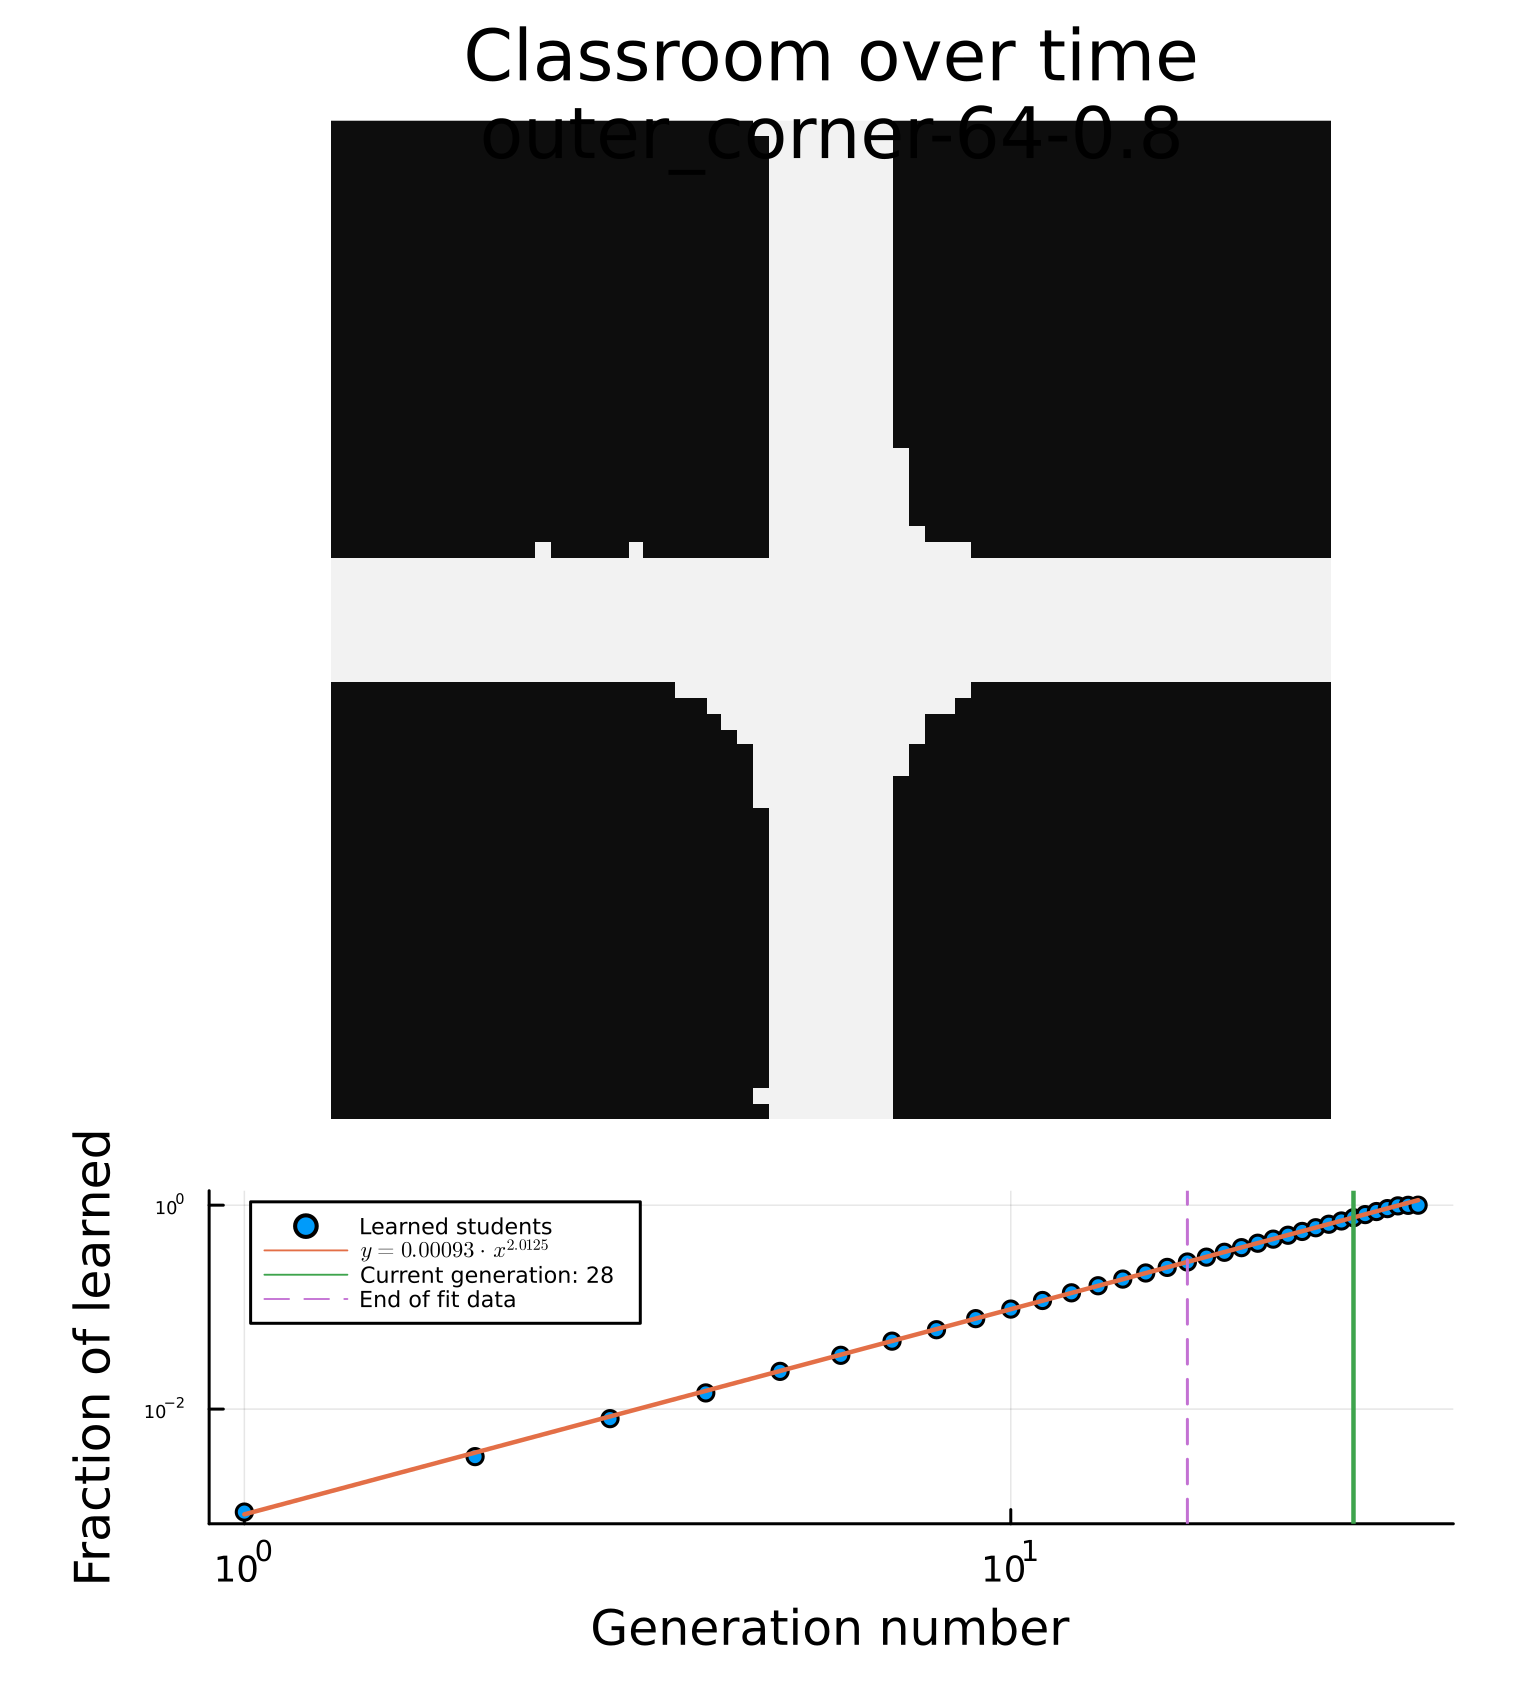 Classroom over time
outer_corner-64-0.8
Fraction of learned
10^0
10^-2
Learned students
y = 0.00093 · x^2.0125
Current generation: 28
End of fit data
10^0
10^1
Generation number